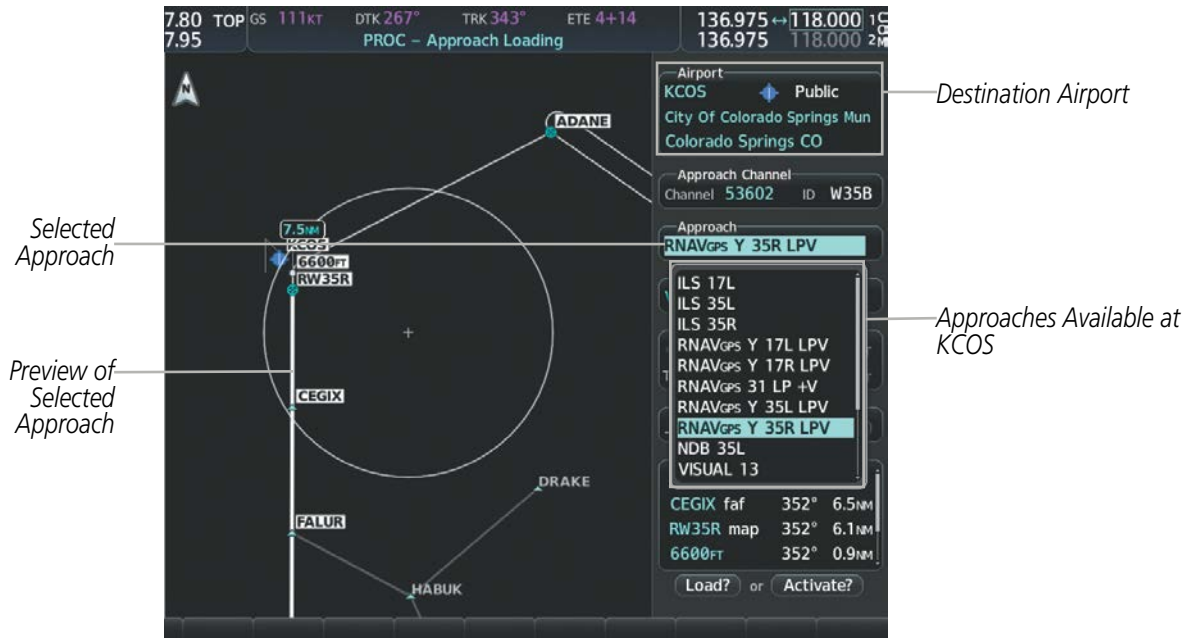 7.80 TOP GS 111KT DTK 267° TRK 343° ETE 4+14 136.975 ↔ 118.000 1
7.95 PROC – Approach Loading 136.975 118.000 2
N
ADANE
7.5NM
KCOS
6600FT
RW35R
CEGIX
FALUR
DRAKE
HABUK
Airport
KCOS Public
City Of Colorado Springs Mun
Colorado Springs CO
Approach Channel
Channel 53602 ID W35B
Approach
RNAVGPS Y 35R LPV
ILS 17L
ILS 35L
ILS 35R
RNAVGPS Y 17L LPV
RNAVGPS Y 17R LPV
RNAVGPS 31 LP +V
RNAVGPS Y 35L LPV
RNAVGPS Y 35R LPV
NDB 35L
VISUAL 13
CEGIX faf 352° 6.5NM
RW35R map 352° 6.1NM
6600FT 352° 0.9NM
Load? or Activate?
Selected
Approach
Preview of
Selected
Approach
Destination Airport
Approaches Available at
KCOS